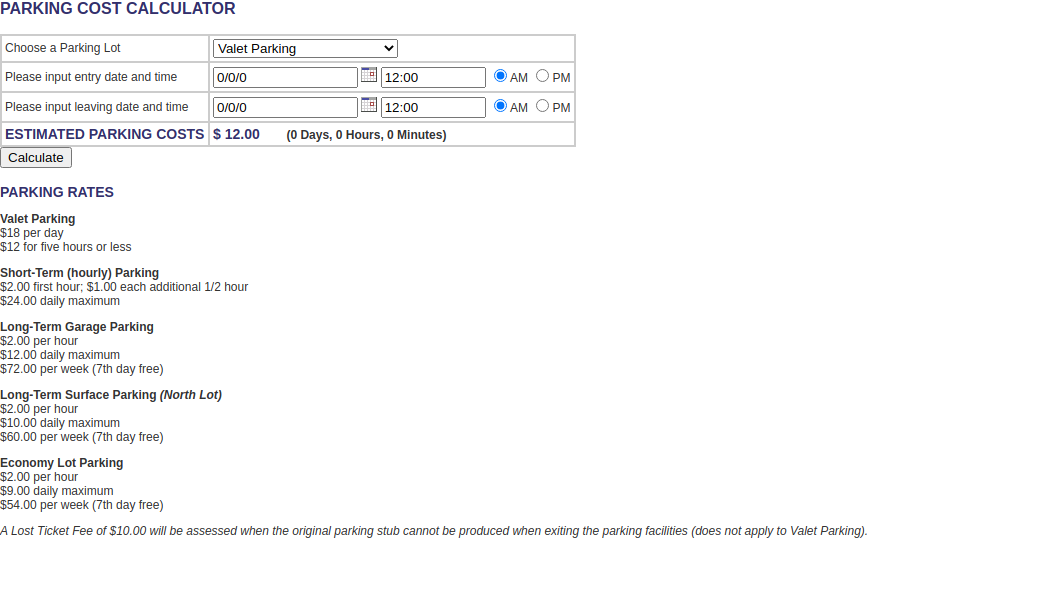 PARKING COST CALCULATOR
Choose a Parking Lot Valet Parking
Please input entry date and time 0/0/0 12:00 AM PM
Please input leaving date and time 0/0/0 12:00 AM PM
ESTIMATED PARKING COSTS $ 12.00 (0 Days, 0 Hours, 0 Minutes)
Calculate
PARKING RATES
Valet Parking
$18 per day
$12 for five hours or less
Short-Term (hourly) Parking
$2.00 first hour; $1.00 each additional 1/2 hour
$24.00 daily maximum
Long-Term Garage Parking
$2.00 per hour
$12.00 daily maximum
$72.00 per week (7th day free)
Long-Term Surface Parking (North Lot)
$2.00 per hour
$10.00 daily maximum
$60.00 per week (7th day free)
Economy Lot Parking
$2.00 per hour
$9.00 daily maximum
$54.00 per week (7th day free)
A Lost Ticket Fee of $10.00 will be assessed when the original parking stub cannot be produced when exiting the parking facilities (does not apply to Valet Parking).